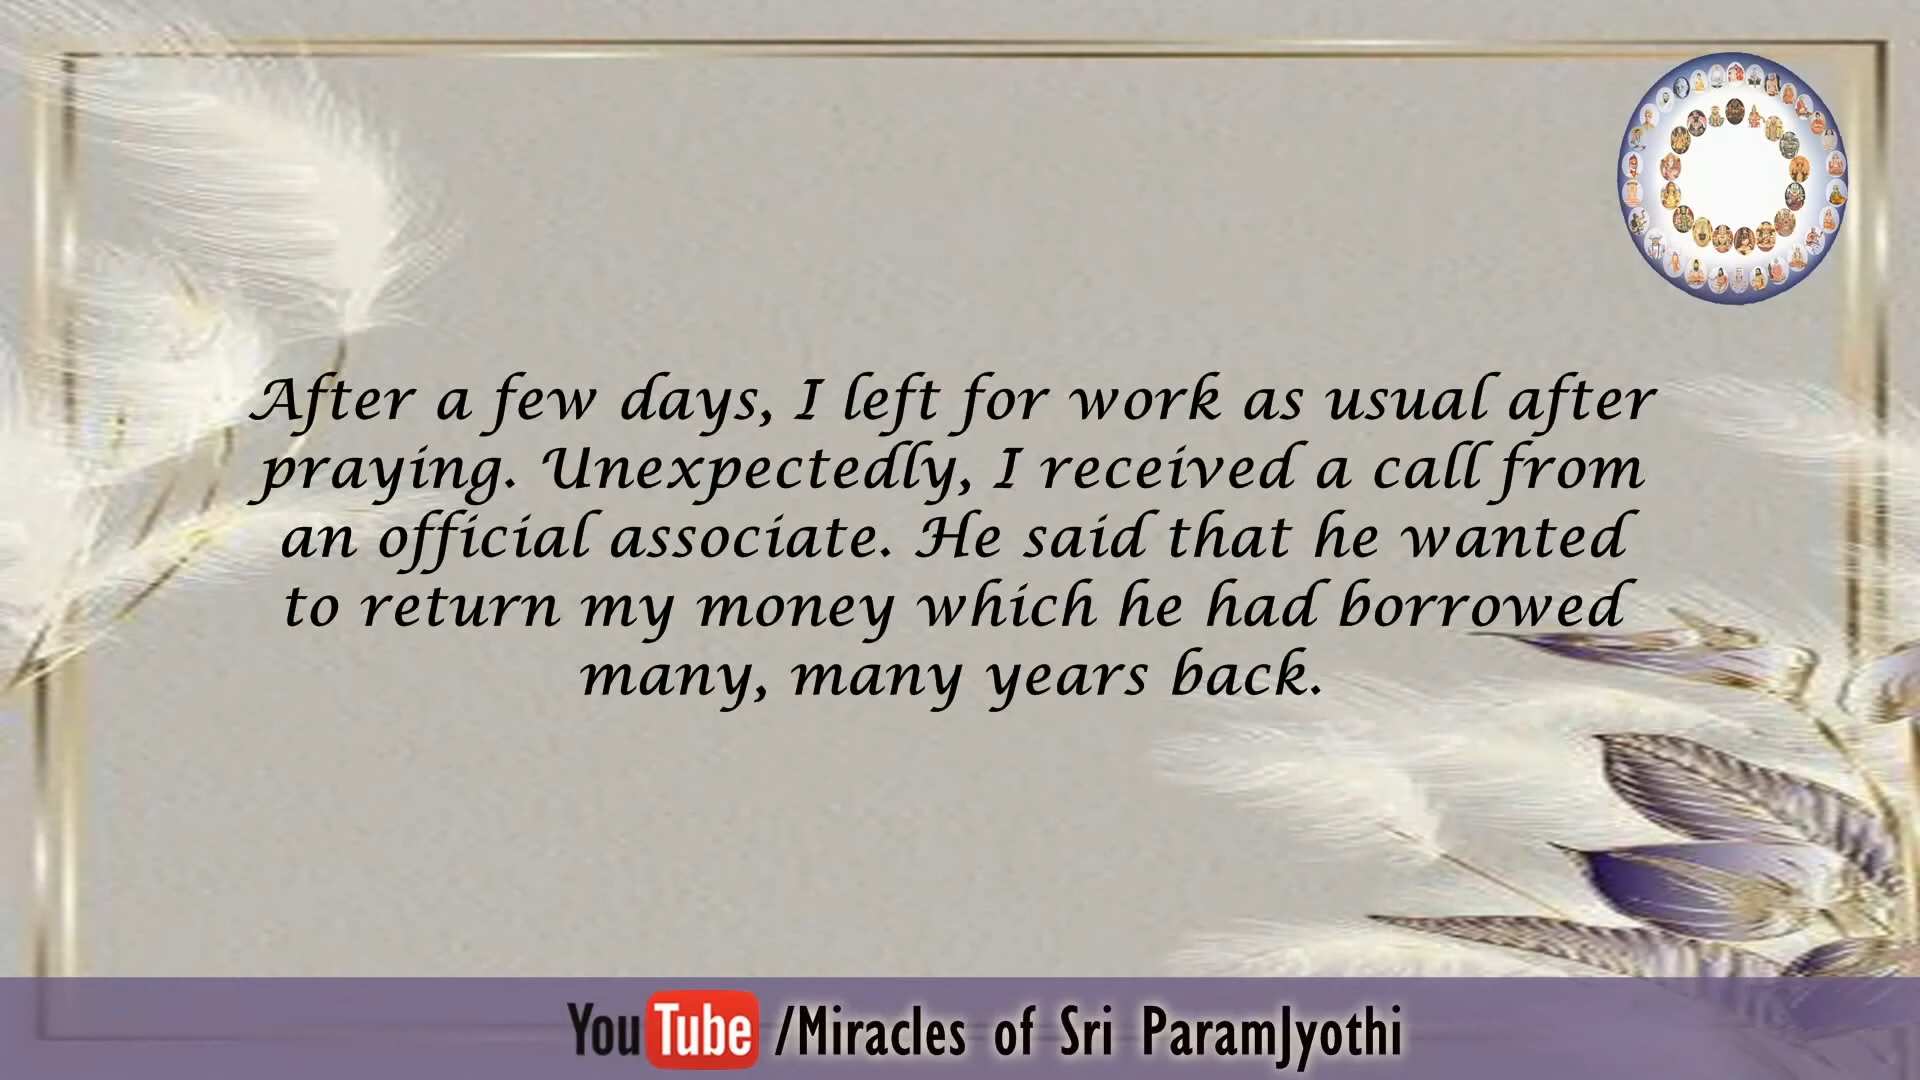 After a few days, I left for work as usual after
praying. Unexpectedly, I received a call from
an official associate. He said that he wanted
to return my money which he had borrowed
many, many years back.
YouTube /Miracles of Sri ParamJyothi